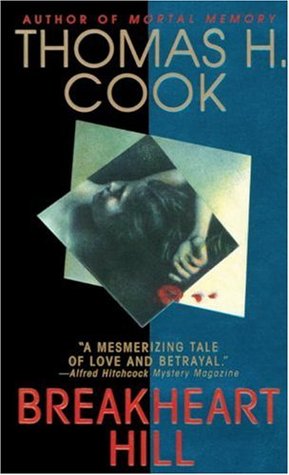 AUTHOR OF MORTAL MEMORY
THOMAS H.
COOK
"A MESMERIZING TALE
OF LOVE AND BETRAYAL."
—Alfred Hitchcock Mystery Magazine
BREAKHEART
HILL